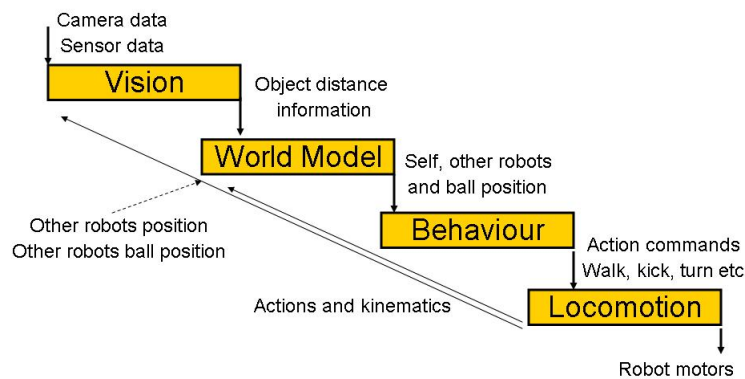 Camera data
Sensor data
Vision
Object distance
information
World Model
Self, other robots
and ball position
Other robots position
Other robots ball position
Behaviour
Action commands
Walk, kick, turn etc
Actions and kinematics
Locomotion
Robot motors